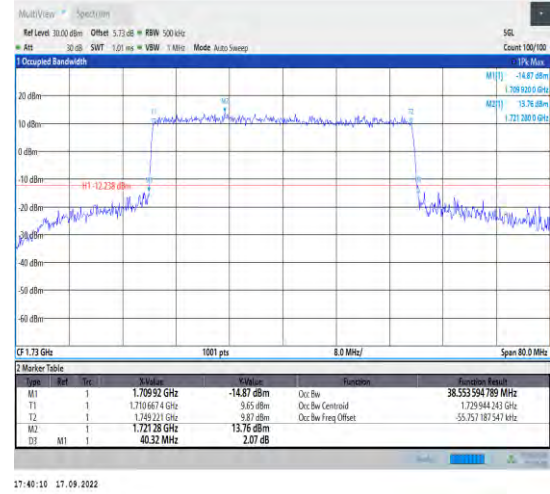 MultiView Spectrum
Ref Level 30.00 dBm Offset 5.73 dB RBW 500 kHz SGL
Att 30 dB SWT 1.01 ms VBW 1 MHz Mode Auto Sweep Count 100/100
1 Occupied Bandwidth 1Pk Max
M1[1] -14.87 dBm
1.709 920 0 GHz
M2[1] 13.76 dBm
1.721 280 0 GHz
20 dBm
M2
T1 T2
10 dBm
0 dBm
-10 dBm
H1 -12.238 dBm
-20 dBm
-30 dBm
-40 dBm
-50 dBm
-60 dBm
CF 1.73 GHz 1001 pts 8.0 MHz/ Span 80.0 MHz
2 Marker Table
Type Ref Trc X-Value Y-Value Function Function Result
M1 1 1.709 92 GHz -14.87 dBm Occ Bw 38.553 594 789 MHz
T1 1 1.710 667 4 GHz 9.65 dBm Occ Bw Centroid 1.729 944 243 GHz
T2 1 1.749 221 GHz 9.87 dBm Occ Bw Freq Offset -55.757 187 547 kHz
M2 1 1.721 28 GHz 13.76 dBm
D3 M1 1 40.32 MHz 2.07 dB
17:40:10 17.09.2022